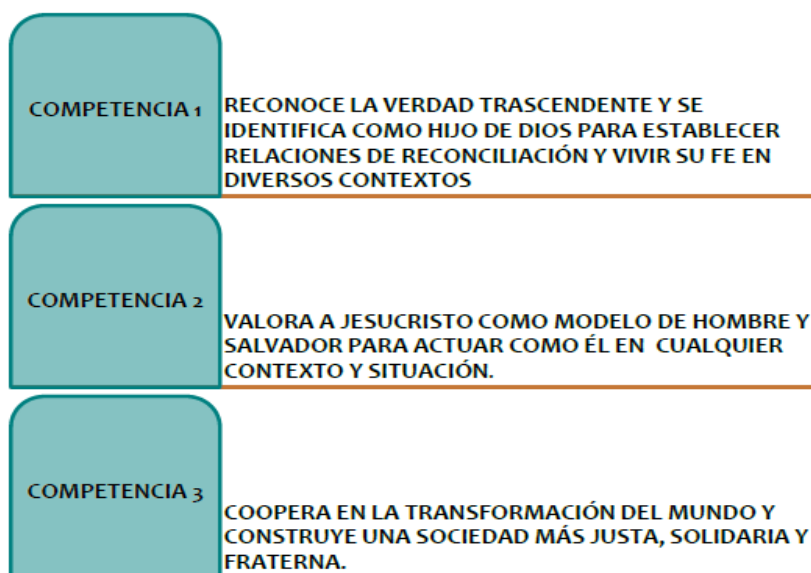 COMPETENCIA 1
RECONOCE LA VERDAD TRASCENDENTE Y SE
IDENTIFICA COMO HIJO DE DIOS PARA ESTABLECER
RELACIONES DE RECONCILIACIÓN Y VIVIR SU FE EN
DIVERSOS CONTEXTOS
COMPETENCIA 2
VALORA A JESUCRISTO COMO MODELO DE HOMBRE Y
SALVADOR PARA ACTUAR COMO ÉL EN CUALQUIER
CONTEXTO Y SITUACIÓN.
COMPETENCIA 3
COOPERA EN LA TRANSFORMACIÓN DEL MUNDO Y
CONSTRUYE UNA SOCIEDAD MÁS JUSTA, SOLIDARIA Y
FRATERNA.